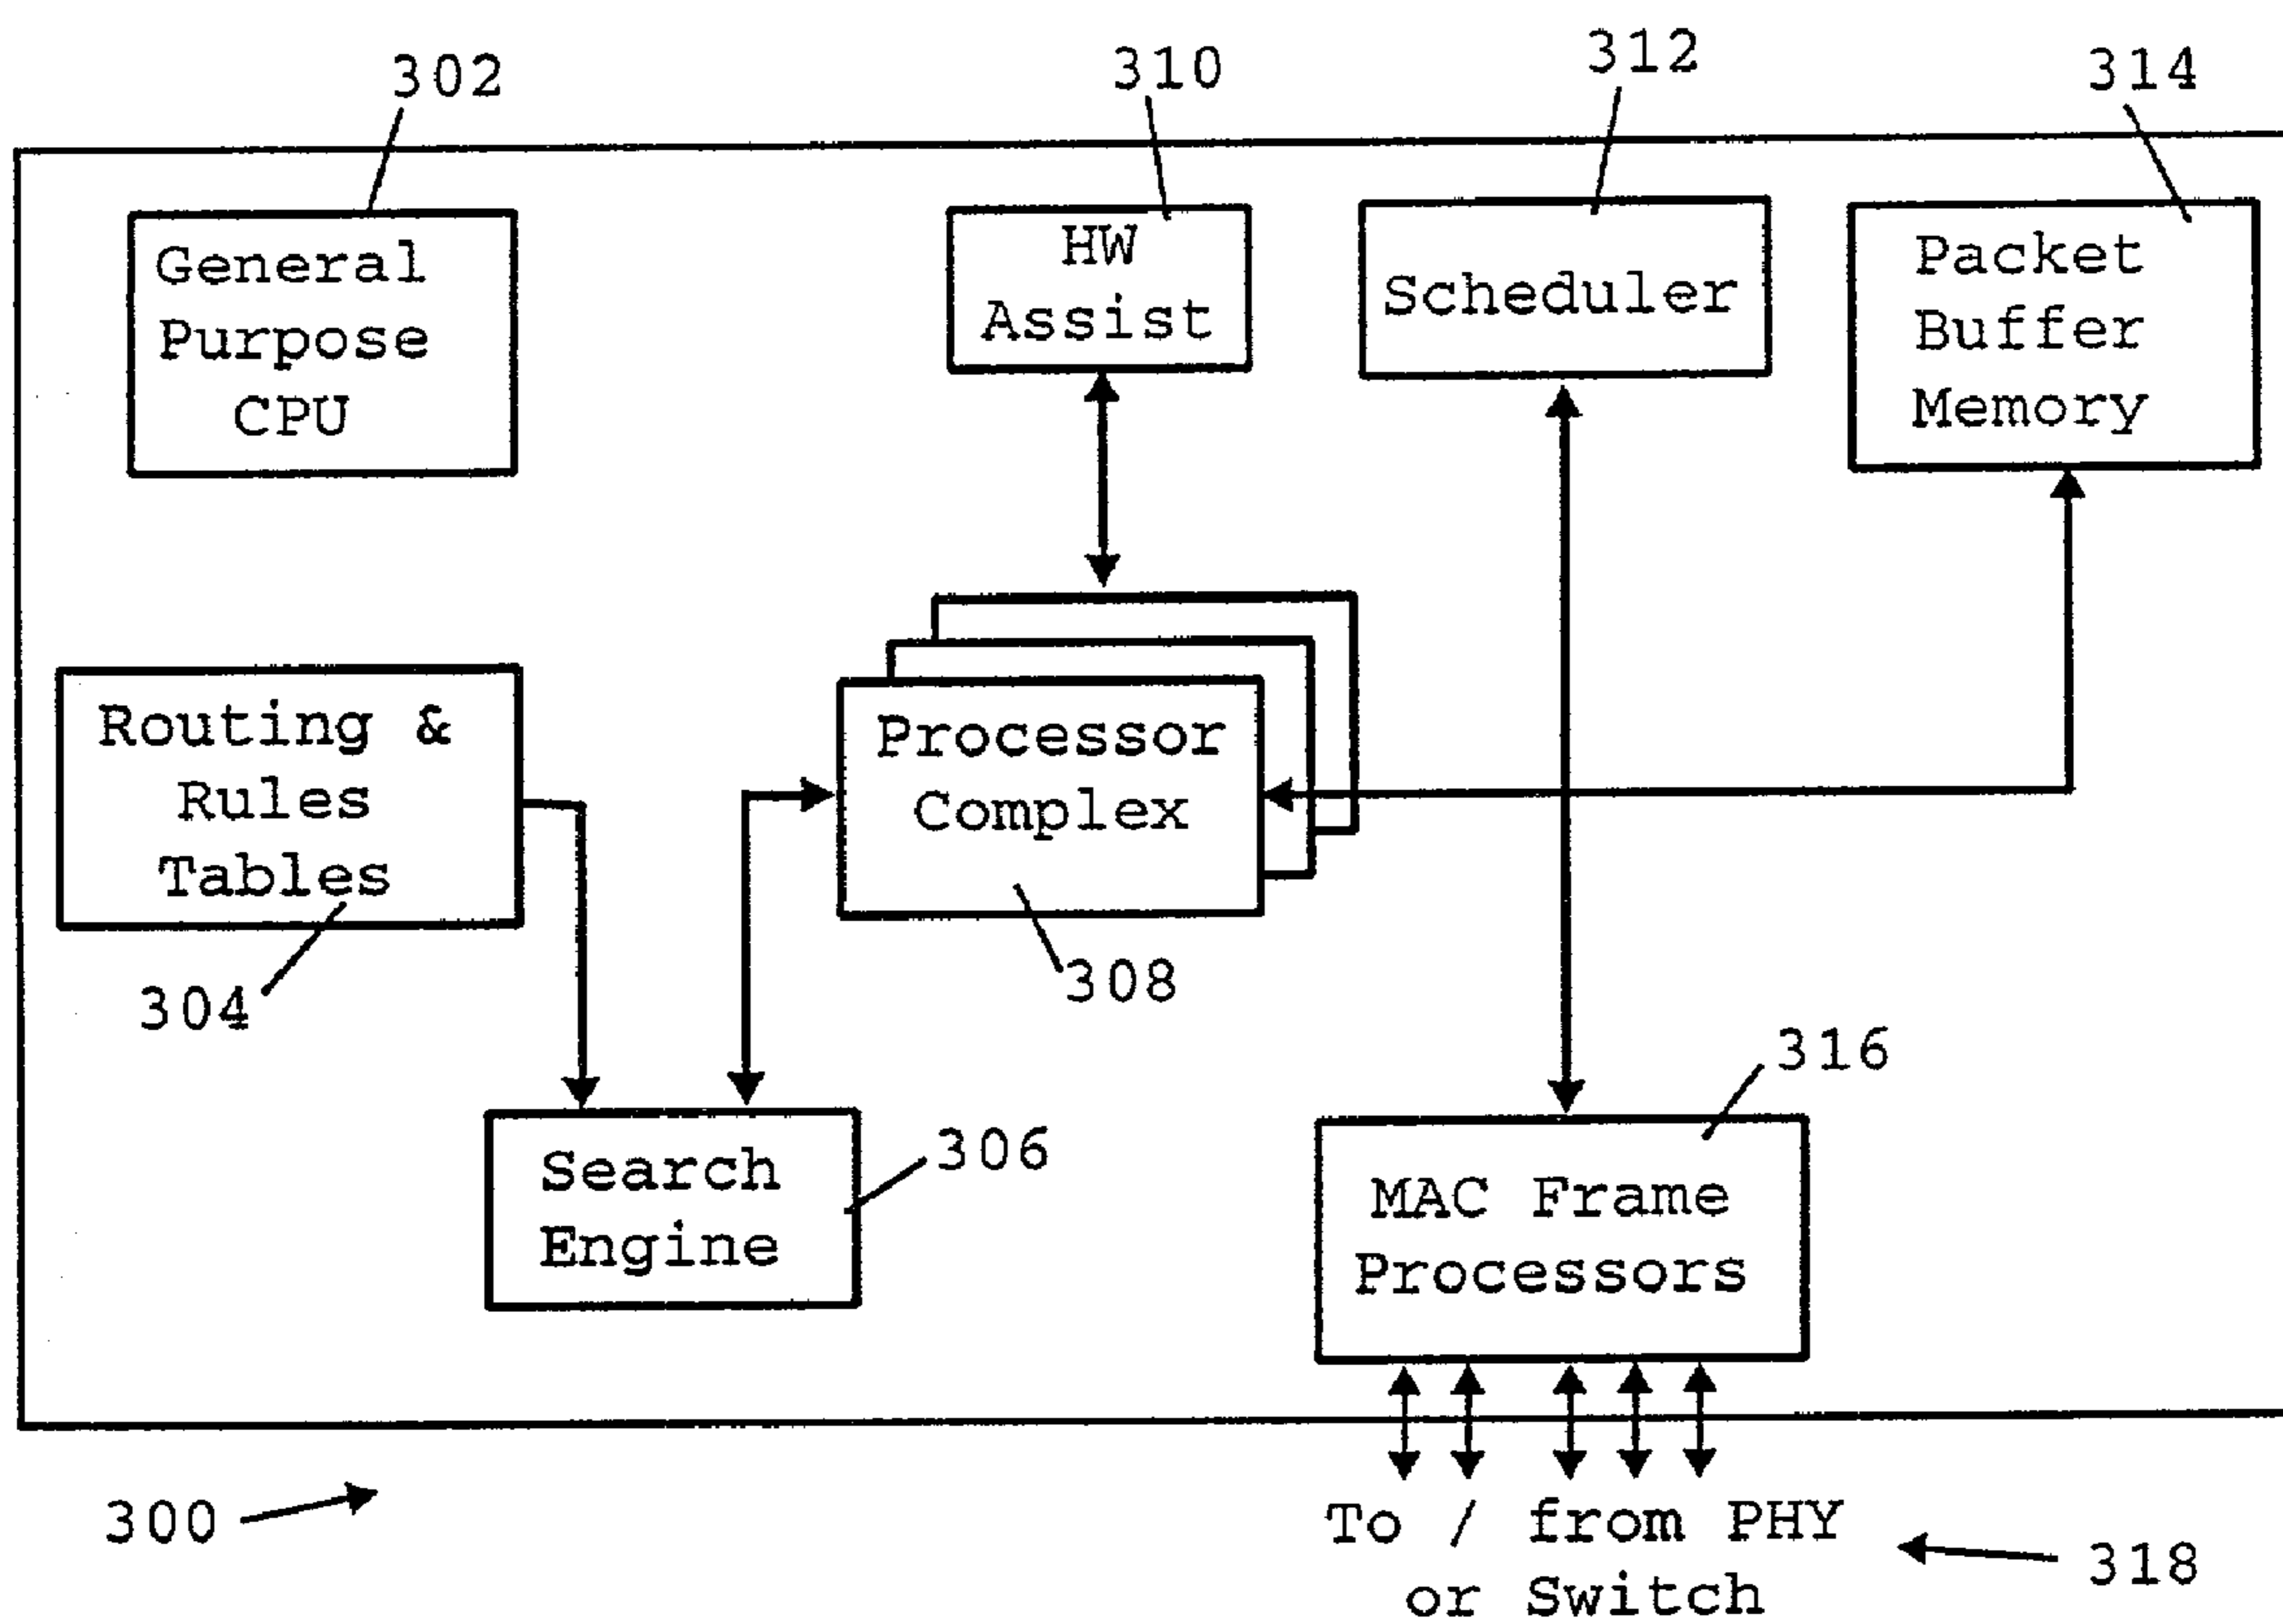 302
310
312
314
General
Purpose
CPU
HW
Assist
Scheduler
Packet
Buffer
Memory
Routing &
Rules
Tables
304
Processor
Complex
308
316
Search
Engine
306
MAC Frame
Processors
300
To / from PHY
or Switch
318